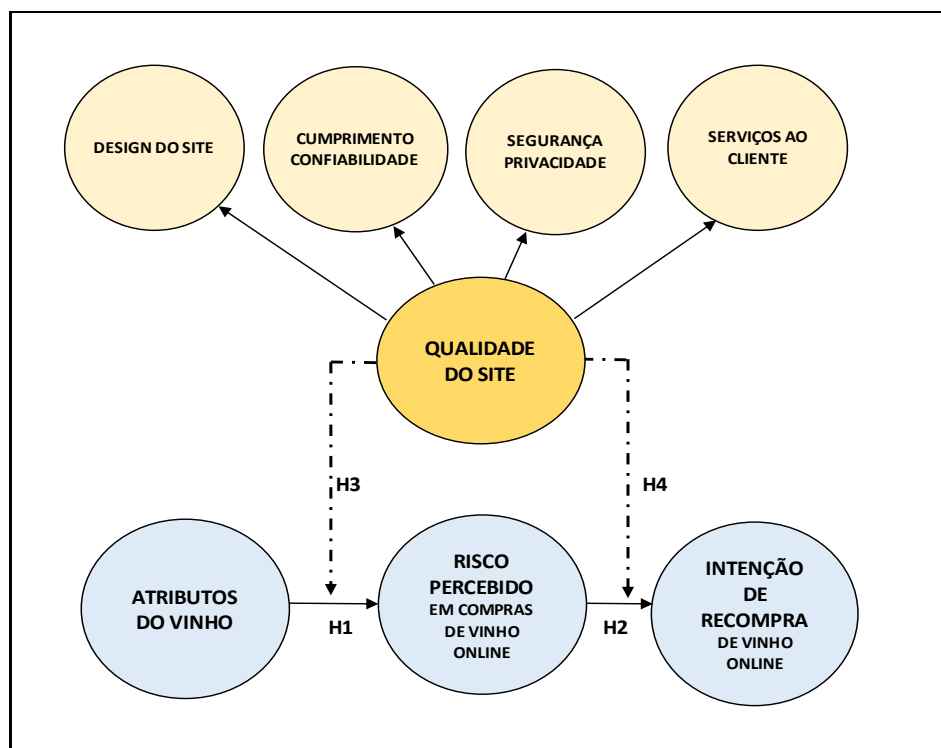 DESIGN DO SITE
CUMPRIMENTO
CONFIABILIDADE
SEGURANÇA
PRIVACIDADE
SERVIÇOS AO
CLIENTE
QUALIDADE
DO SITE
H3
H4
ATRIBUTOS
DO VINHO
H1
RISCO
PERCEBIDO
EM COMPRAS
DE VINHO
ONLINE
H2
INTENÇÃO
DE
RECOMPRA
DE VINHO
ONLINE